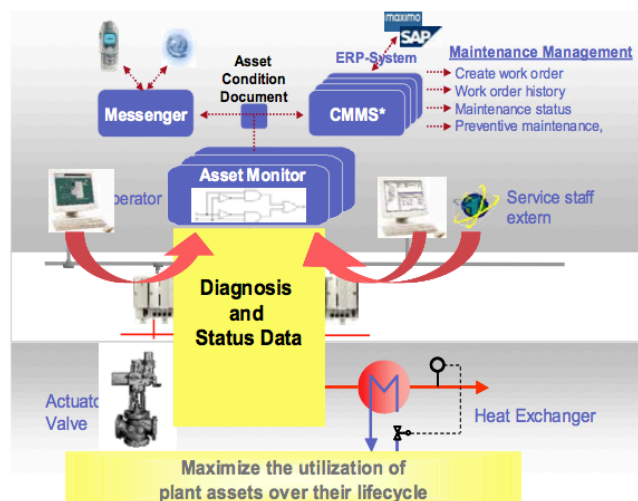 maximo
SAP
ERP-System
Maintenance Management
Asset
Condition
Document
Create work order
Work order history
Maintenance status
Preventive maintenance,
Messenger
CMMS*
Asset Monitor
perator
Service staff
extern
Diagnosis
and
Status Data
Actuato
Valve
Heat Exchanger
M
Maximize the utilization of
plant assets over their lifecycle